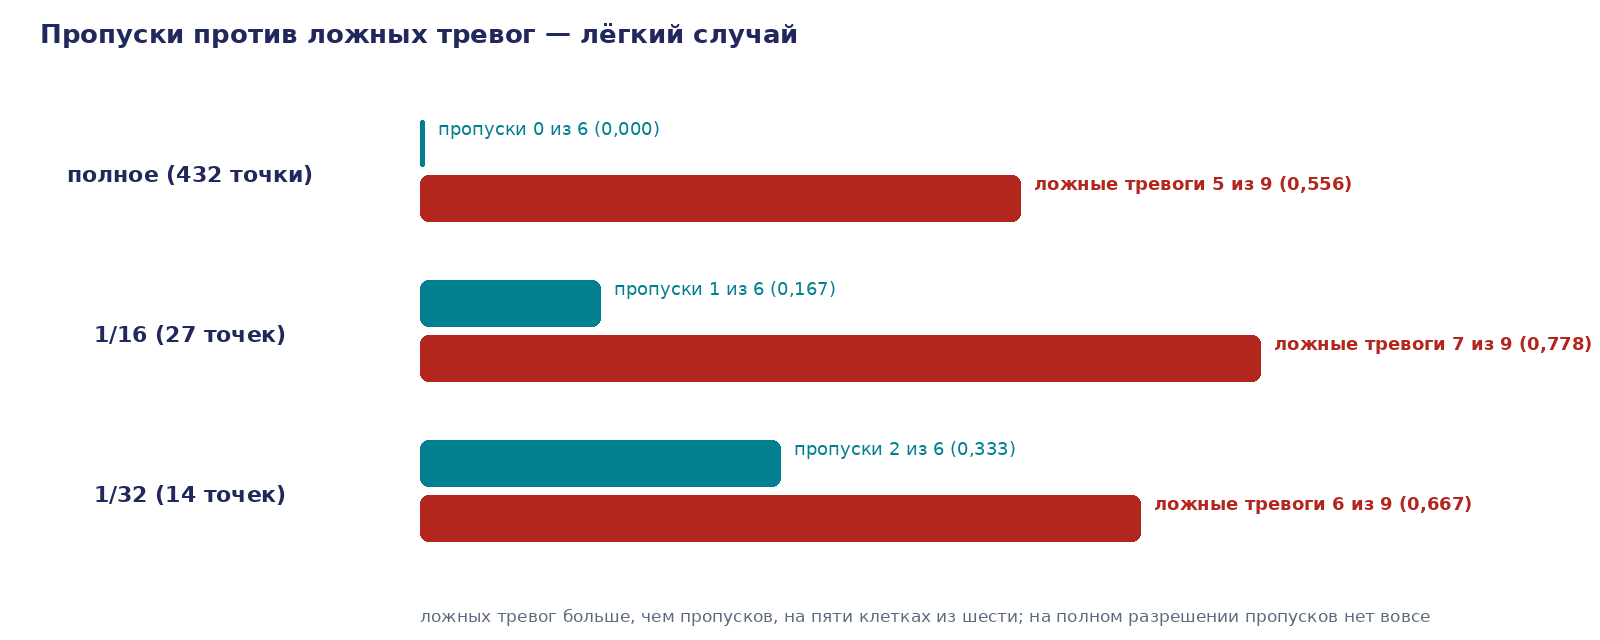 Пропуски против ложных тревог — лёгкий случай
пропуски 0 из 6 (0,000)
полное (432 точки)
ложные тревоги 5 из 9 (0,556)
пропуски 1 из 6 (0,167)
1/16 (27 точек)
ложные тревоги 7 из 9 (0,778)
пропуски 2 из 6 (0,333)
1/32 (14 точек)
ложные тревоги 6 из 9 (0,667)
ложных тревог больше, чем пропусков, на пяти клетках из шести; на полном разрешении пропусков нет вовсе